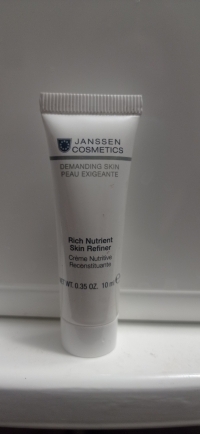 JANSSEN
COSMETICS
DEMANDING SKIN
PEAU EXIGEANTE
Rich Nutrient
Skin Refiner
Crème Nutritive
Reconstituante
WT. 0.35 OZ. 10 ml